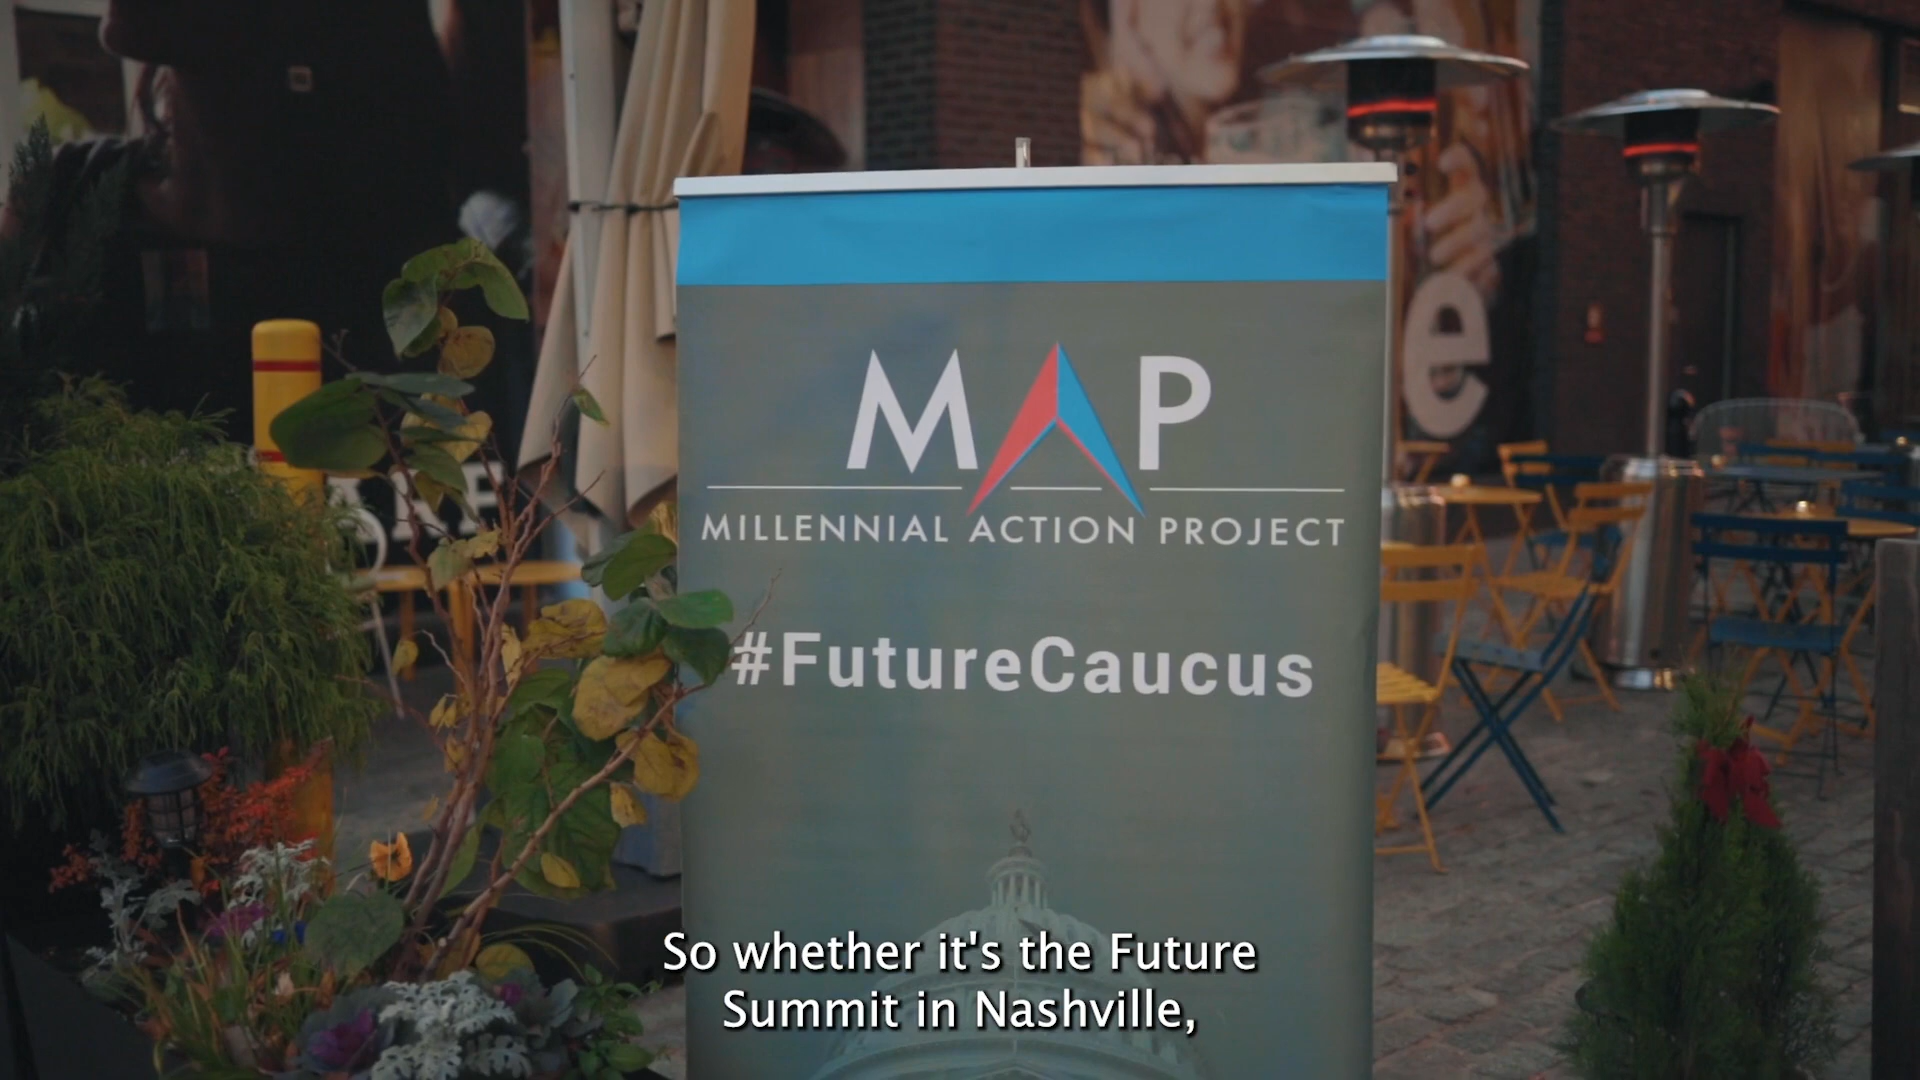 MAP
MILLENNIAL ACTION PROJECT
#FutureCaucus
e
So whether it's the Future
Summit in Nashville,